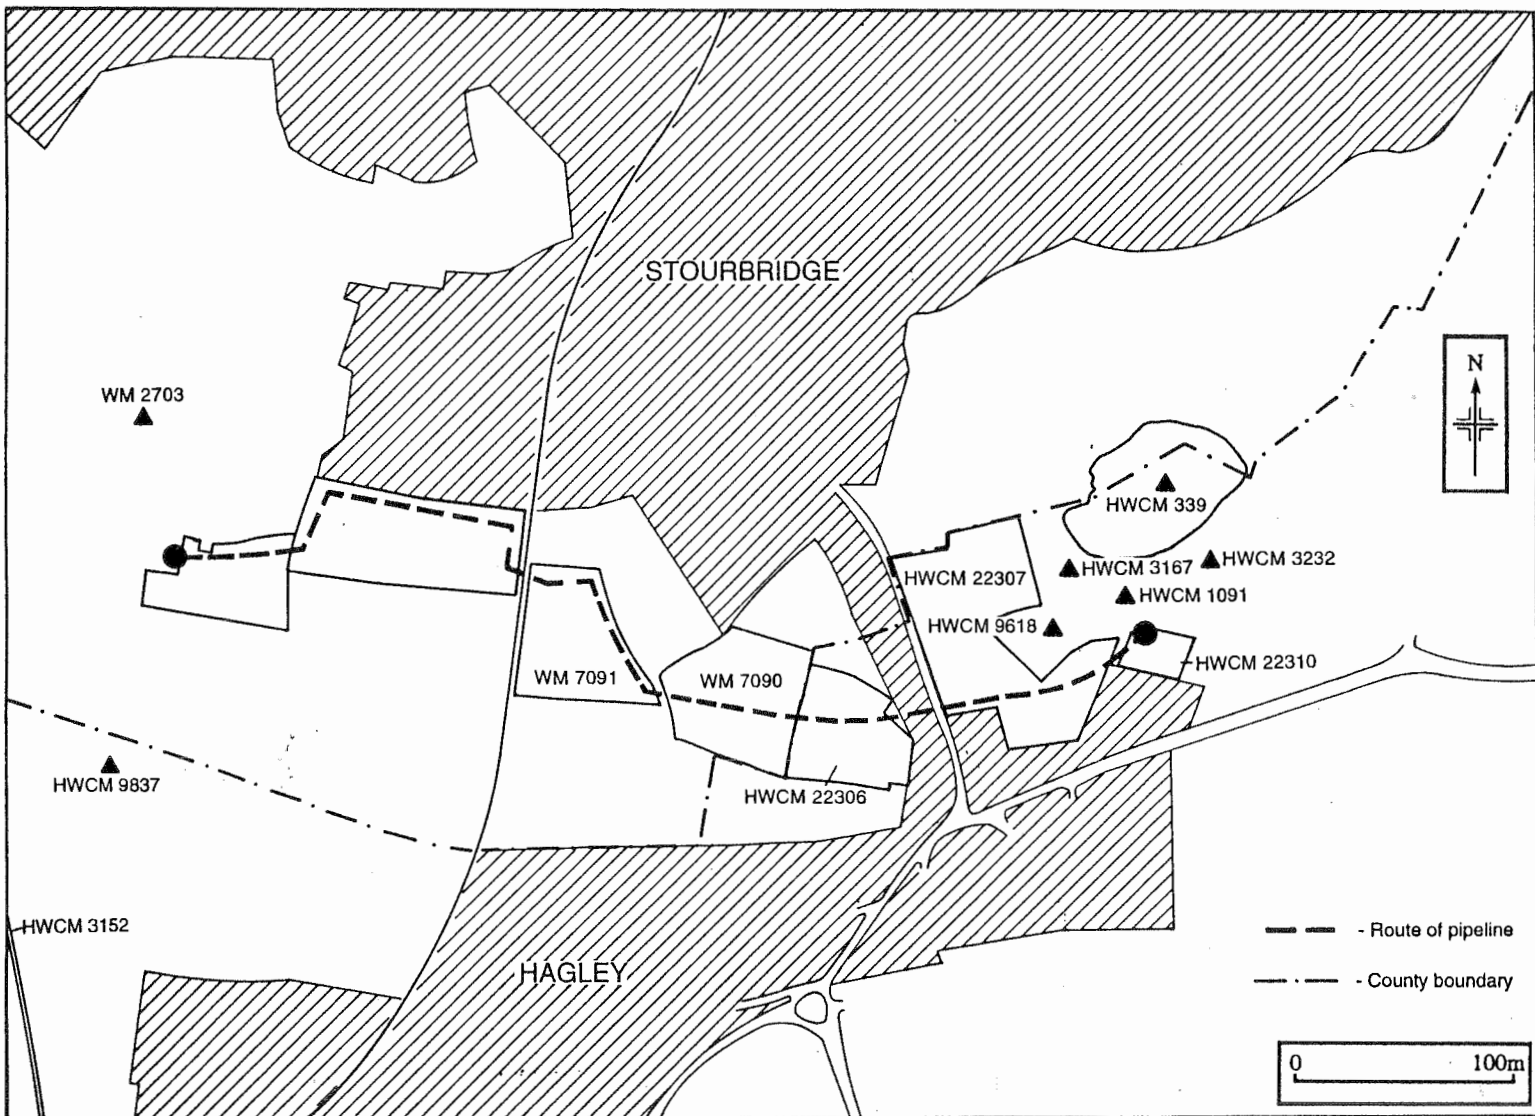 STOURBRIDGE
N
WM 2703
HWCM 339
HWCM 3232
HWCM 3167
HWCM 22307
HWCM 1091
HWCM 9618
HWCM 22310
WM 7091
WM 7090
HWCM 9837
HWCM 22306
HWCM 3152
- Route of pipeline
HAGLEY
- County boundary
0 100m